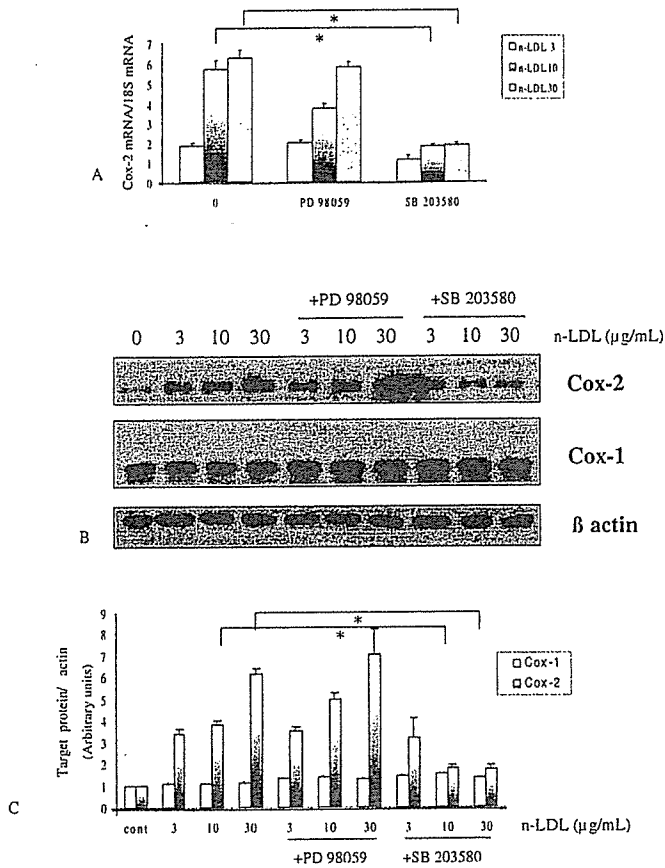 *
*
n-LDL 3
n-LDL10
n-LDL30
Cox-2 mRNA/18S mRNA
7
6
5
4
3
2
1
0
0 PD 98059 SB 203580
A
+PD 98059 +SB 203580
0 3 10 30 3 10 30 3 10 30 n-LDL (µg/mL)
Cox-2
Cox-1
ß actin
B
*
*
Cox-1
Cox-2
Target protein/ actin
(Arbitrary units)
9
8
7
6
5
4
3
2
1
0
cont 3 10 30 3 10 30 3 10 30 n-LDL (µg/mL)
+PD 98059 +SB 203580
C